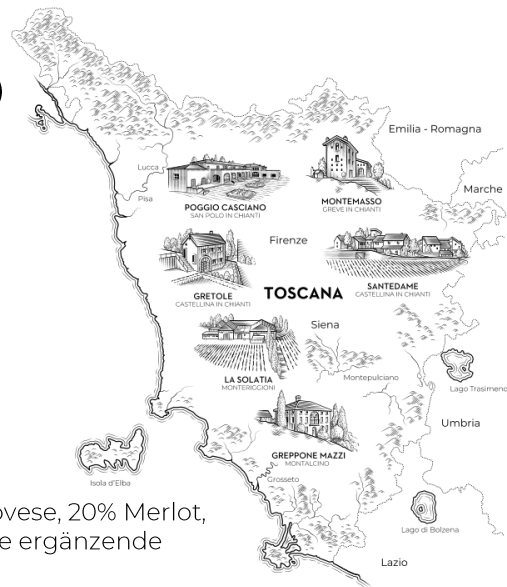 Emilia - Romagna
Lucca
Marche
Pisa
POGGIO CASCIANO
SAN POLO IN CHIANTI
MONTEMASSO
GREVE IN CHIANTI
Firenze
GRETOLE
CASTELLINA IN CHIANTI
TOSCANA
SANTEDAME
CASTELLINA IN CHIANTI
Siena
LA SOLATIA
MONTERIGGIONI
Montepulciano
Lago Trasimeno
Umbria
GREPPONE MAZZI
MONTALCINO
Isola d'Elba
Grosseto
ovese, 20% Merlot,
e ergänzende
Lago di Bolzena
Lazio